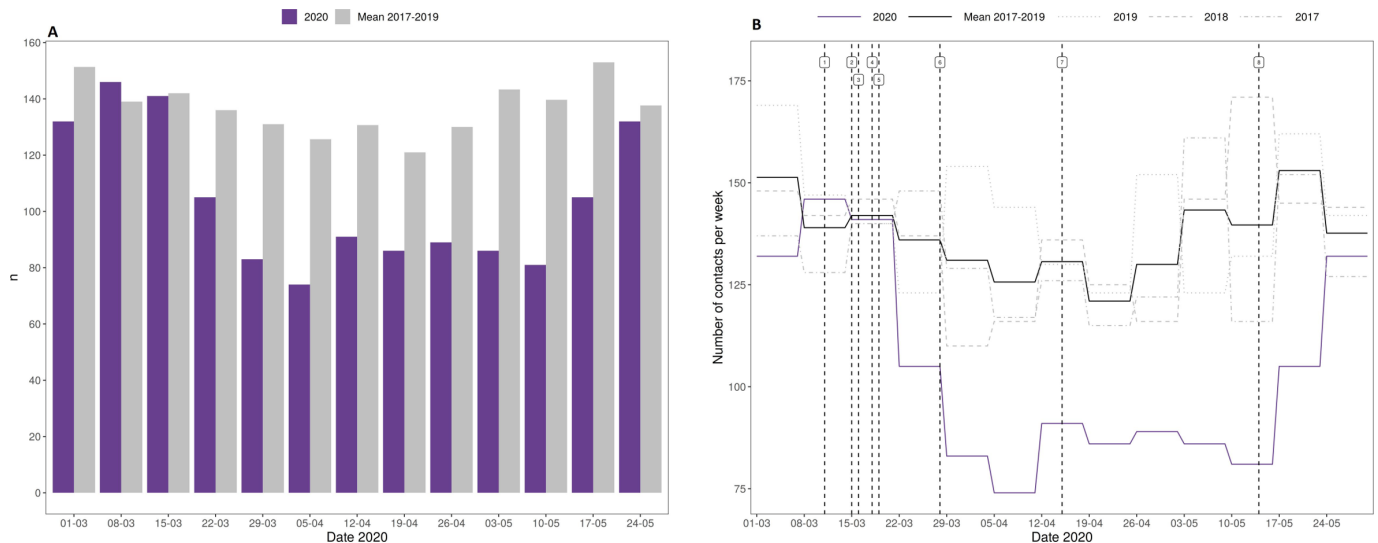 A
2020 Mean 2017-2019
160
140
120
100
80
60
40
20
0
n
01-03 08-03 15-03 22-03 29-03 05-04 12-04 19-04 26-04 03-05 10-05 17-05 24-05
Date 2020
B
2020 Mean 2017-2019 2019 2018 2017
1 2 4 6 7 8
3 5
175
150
125
100
75
Number of contacts per week
01-03 08-03 15-03 22-03 29-03 05-04 12-04 19-04 26-04 03-05 10-05 17-05 24-05
Date 2020